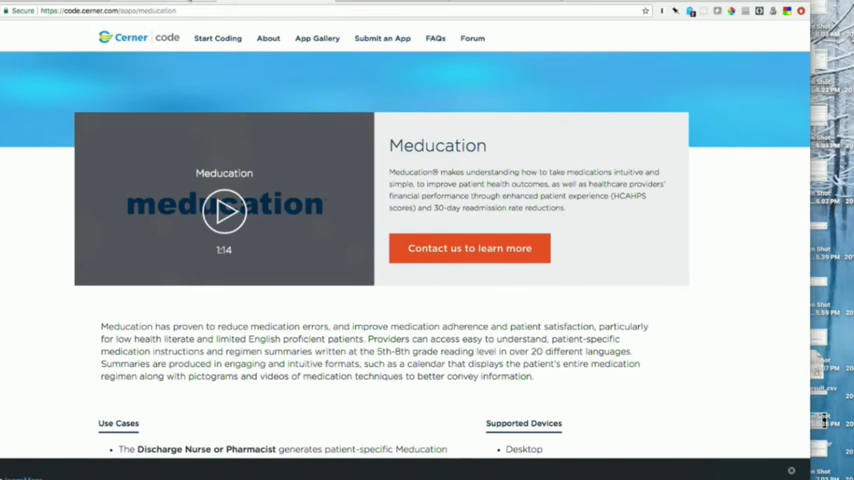 Secure
https://code.cerner.com/apps/meducation
Cerner code
Start Coding
About
App Gallery
Submit an App
FAQs
Forum
Meducation
meducation
1:14
Meducation
Meducation® makes understanding how to take medications intuitive and
simple, to improve patient health outcomes, as well as healthcare providers'
financial performance through enhanced patient experience (HCAHPS
scores) and 30-day readmission rate reductions.
Contact us to learn more
Meducation has proven to reduce medication errors, and improve medication adherence and patient satisfaction, particularly
for low health literate and limited English proficient patients. Providers can access easy to understand, patient-specific
medication instructions and regimen summaries written at the 5th-8th grade reading level in over 20 different languages.
Summaries are produced in engaging and intuitive formats, such as a calendar that displays the patient's entire medication
regimen along with pictograms and videos of medication techniques to better convey information.
Use Cases
• The Discharge Nurse or Pharmacist generates patient-specific Meducation
Supported Devices
• Desktop